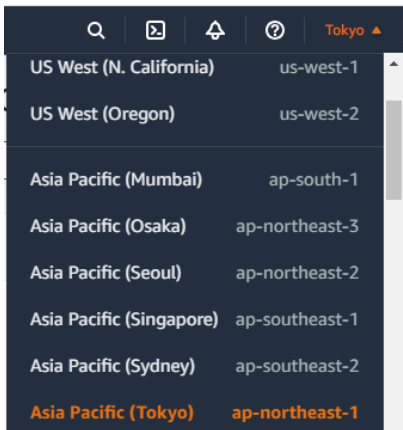 Tokyo
US West (N. California) us-west-1
US West (Oregon) us-west-2
Asia Pacific (Mumbai) ap-south-1
Asia Pacific (Osaka) ap-northeast-3
Asia Pacific (Seoul) ap-northeast-2
Asia Pacific (Singapore) ap-southeast-1
Asia Pacific (Sydney) ap-southeast-2
Asia Pacific (Tokyo) ap-northeast-1